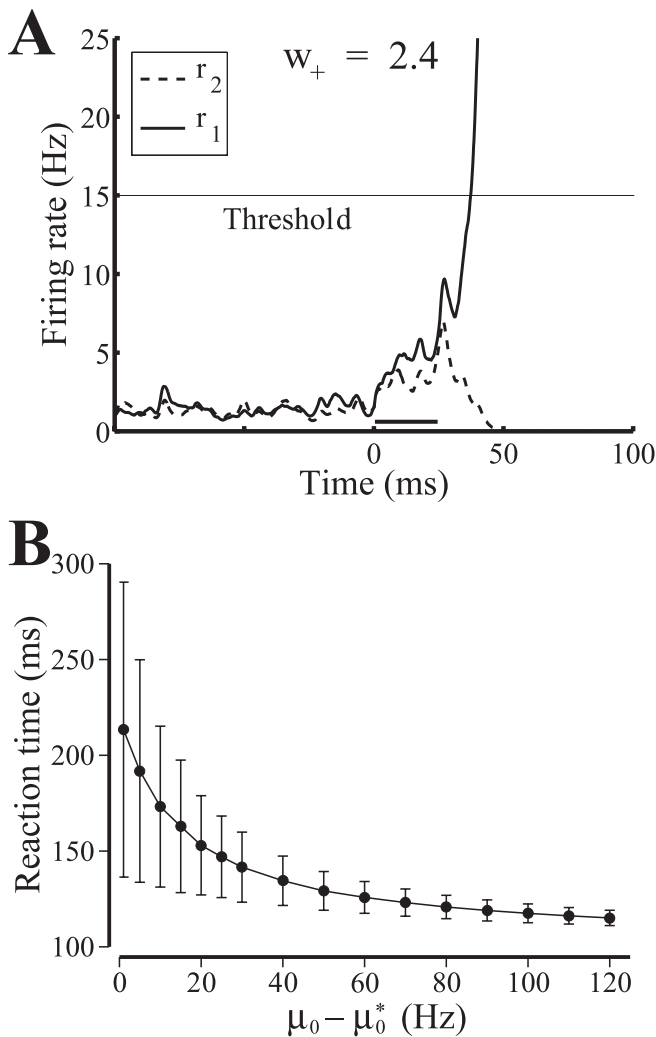 A
w+ = 2.4
r2
r1
25
20
15
10
5
0
Firing rate (Hz)
Threshold
0 50 100
Time (ms)
B
300
250
200
150
100
Reaction time (ms)
0 20 40 60 80 100 120
μ0 − μ0* (Hz)